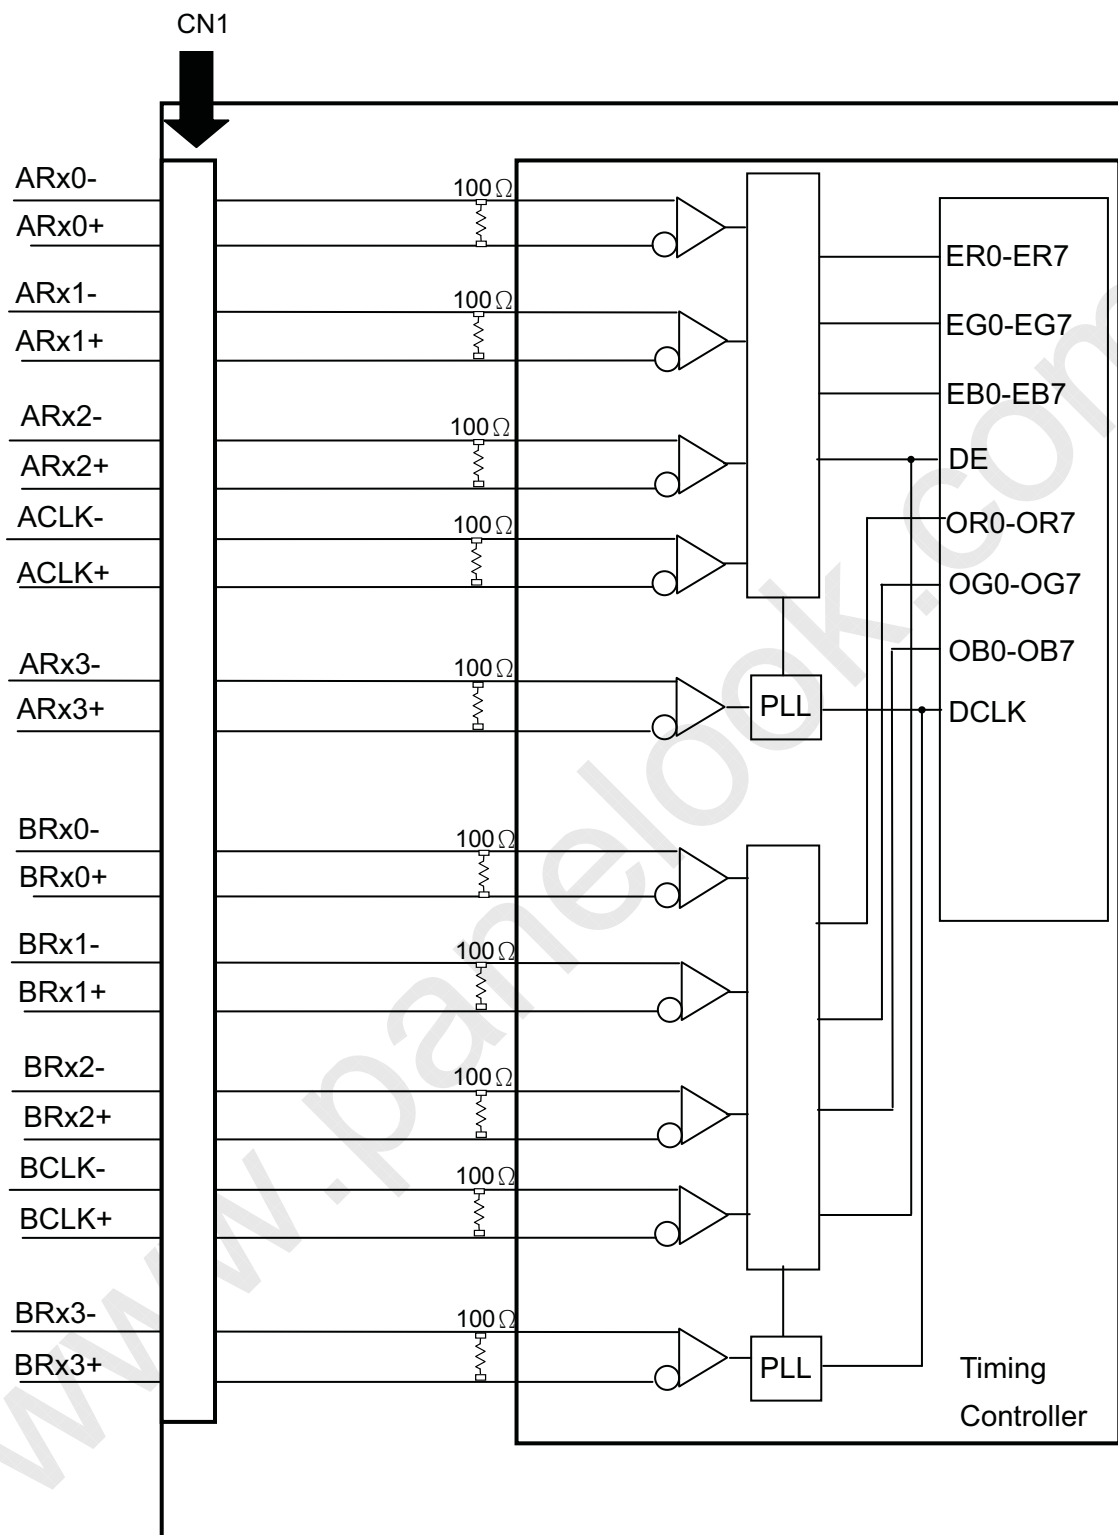 CN1
ARx0-
100Ω
ARx0+
ER0-ER7
ARx1-
100Ω
ARx1+
EG0-EG7
EB0-EB7
ARx2-
100Ω
ARx2+
DE
ACLK-
100Ω
OR0-OR7
ACLK+
OG0-OG7
OB0-OB7
ARx3-
100Ω
ARx3+
PLL
DCLK
BRx0-
100Ω
BRx0+
BRx1-
100Ω
BRx1+
BRx2-
100Ω
BRx2+
BCLK-
100Ω
BCLK+
BRx3-
100Ω
BRx3+
PLL
Timing
Controller
www.panelook.com